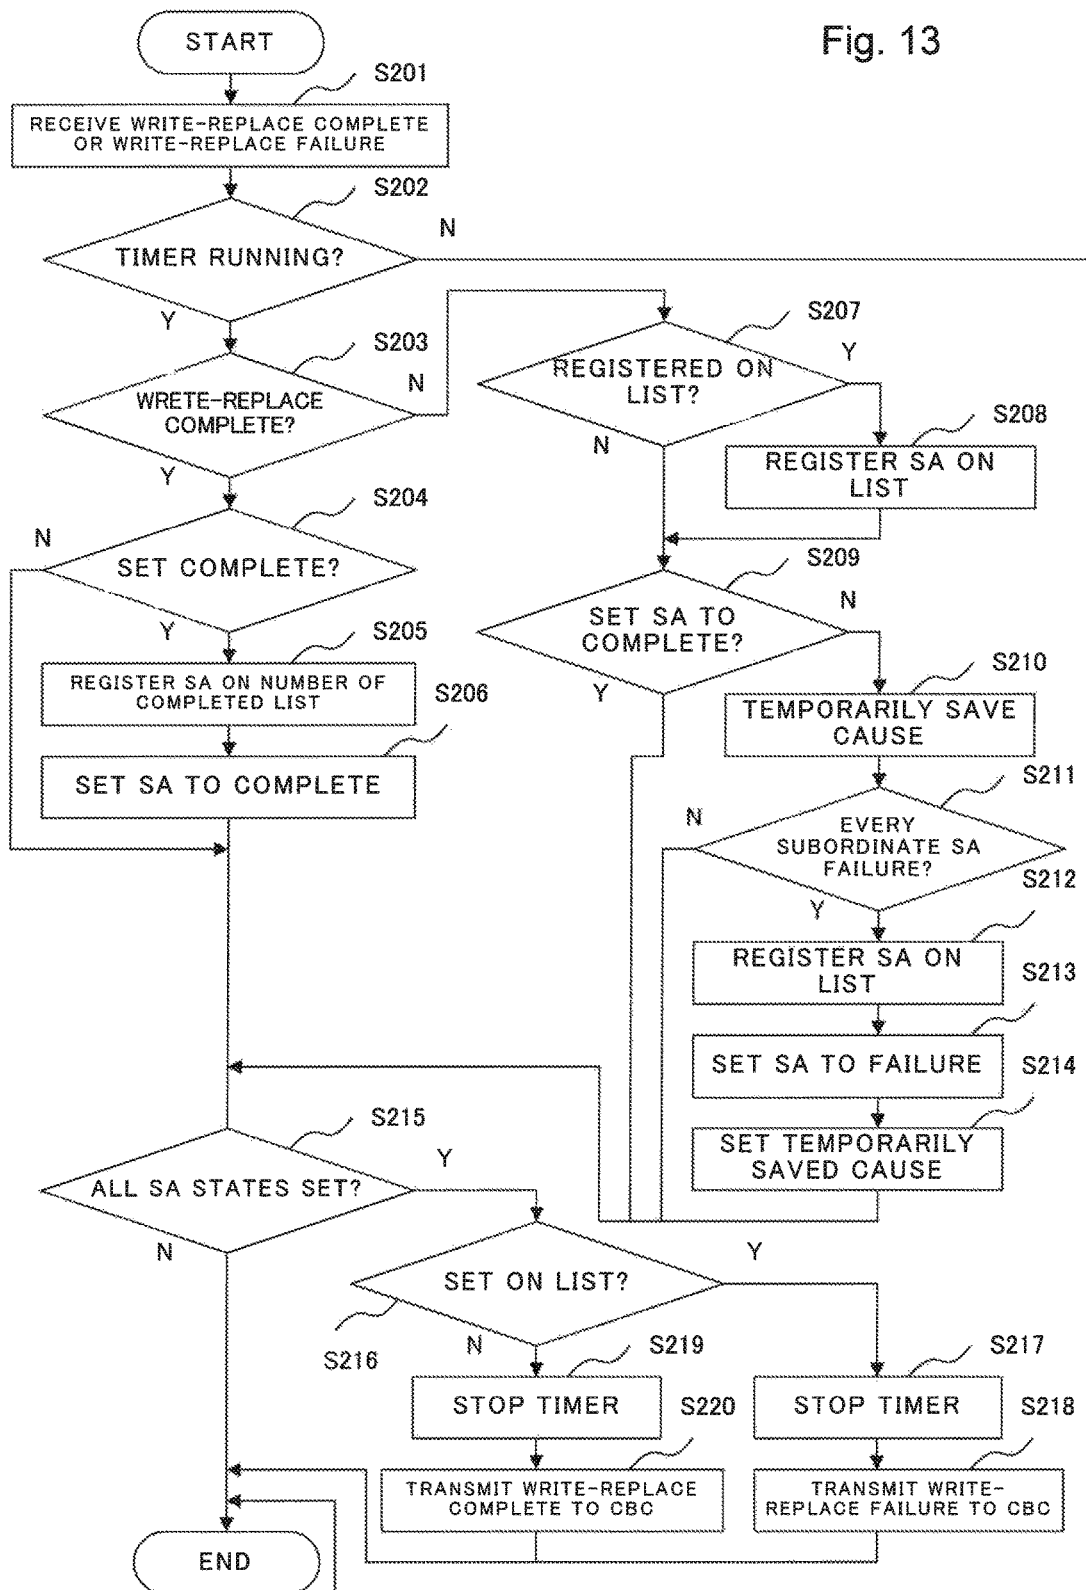 Fig. 13
START
S201
RECEIVE WRITE-REPLACE COMPLETE
OR WRITE-REPLACE FAILURE
S202
TIMER RUNNING?
N
Y
S203
WRETE-REPLACE
COMPLETE?
N
Y
S204
SET COMPLETE?
N
Y
S205
REGISTER SA ON NUMBER OF
COMPLETED LIST
S206
SET SA TO COMPLETE
S207
REGISTERED ON
LIST?
Y
N
S208
REGISTER SA ON
LIST
S209
SET SA TO
COMPLETE?
N
Y
S210
TEMPORARILY SAVE
CAUSE
S211
EVERY
SUBORDINATE SA
FAILURE?
N
Y
S212
REGISTER SA ON
LIST
S213
SET SA TO FAILURE
S214
SET TEMPORARILY
SAVED CAUSE
S215
ALL SA STATES SET?
Y
N
SET ON LIST?
Y
N
S216
S219
STOP TIMER
S217
STOP TIMER
S220
TRANSMIT WRITE-REPLACE
COMPLETE TO CBC
S218
TRANSMIT WRITE-
REPLACE FAILURE TO CBC
END